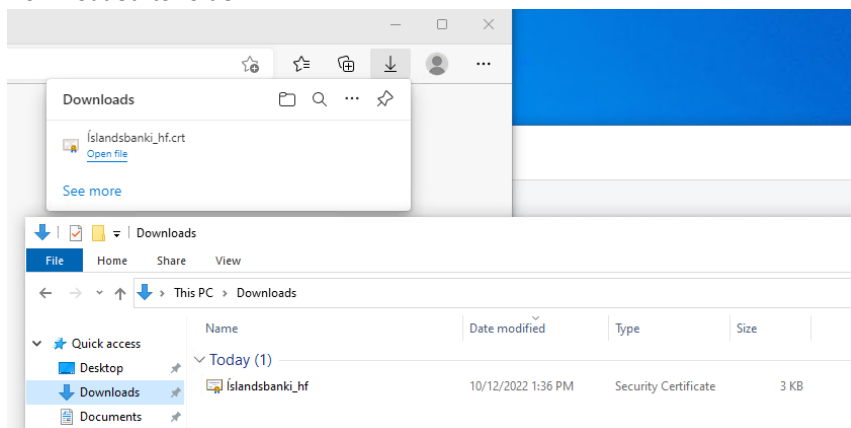 Downloads
Íslandsbanki_hf.crt
Open file
See more
Downloads
File Home Share View
This PC > Downloads
Name Date modified Type Size
Quick access
Today (1)
Desktop
Íslandsbanki_hf 10/12/2022 1:36 PM Security Certificate 3 KB
Downloads
Documents